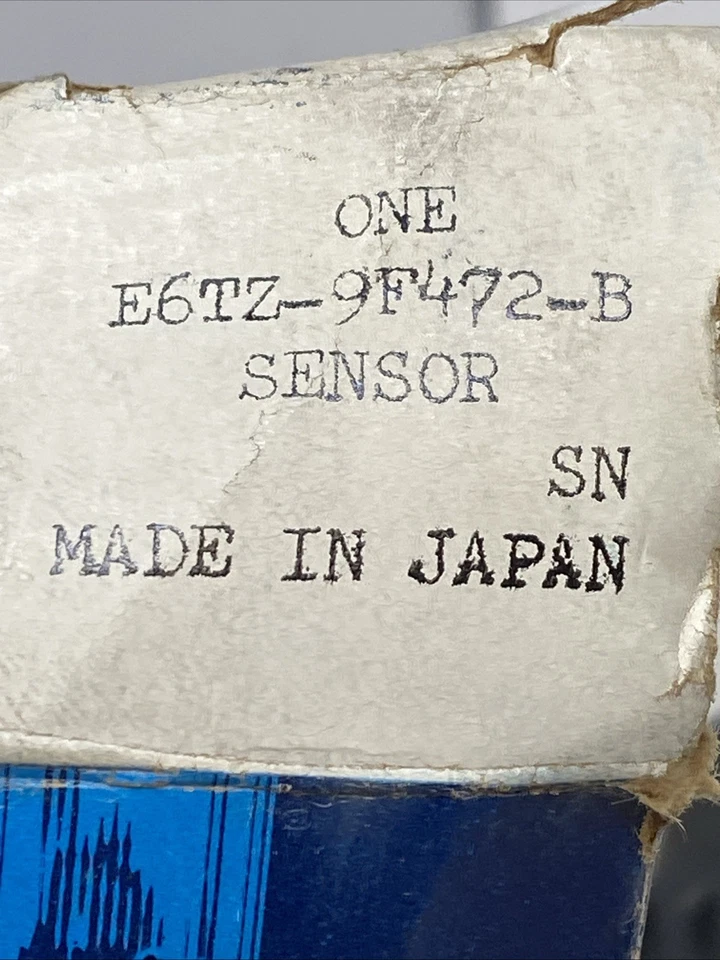 ONE
E6TZ-9F472-B
SENSOR
SN
MADE IN JAPAN